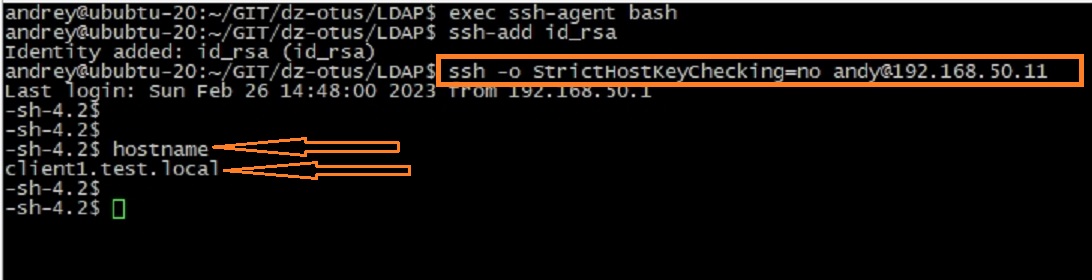 andrey@ububtu-20:~/GIT/dz-otus/LDAP$ exec ssh-agent bash
andrey@ububtu-20:~/GIT/dz-otus/LDAP$ ssh-add id_rsa
Identity added: id_rsa (id_rsa)
andrey@ububtu-20:~/GIT/dz-otus/LDAP$ ssh -o StrictHostKeyChecking=no andy@192.168.50.11
Last login: Sun Feb 26 14:48:00 2023 from 192.168.50.1
-sh-4.2$
-sh-4.2$
-sh-4.2$ hostname
client1.test.local
-sh-4.2$
-sh-4.2$